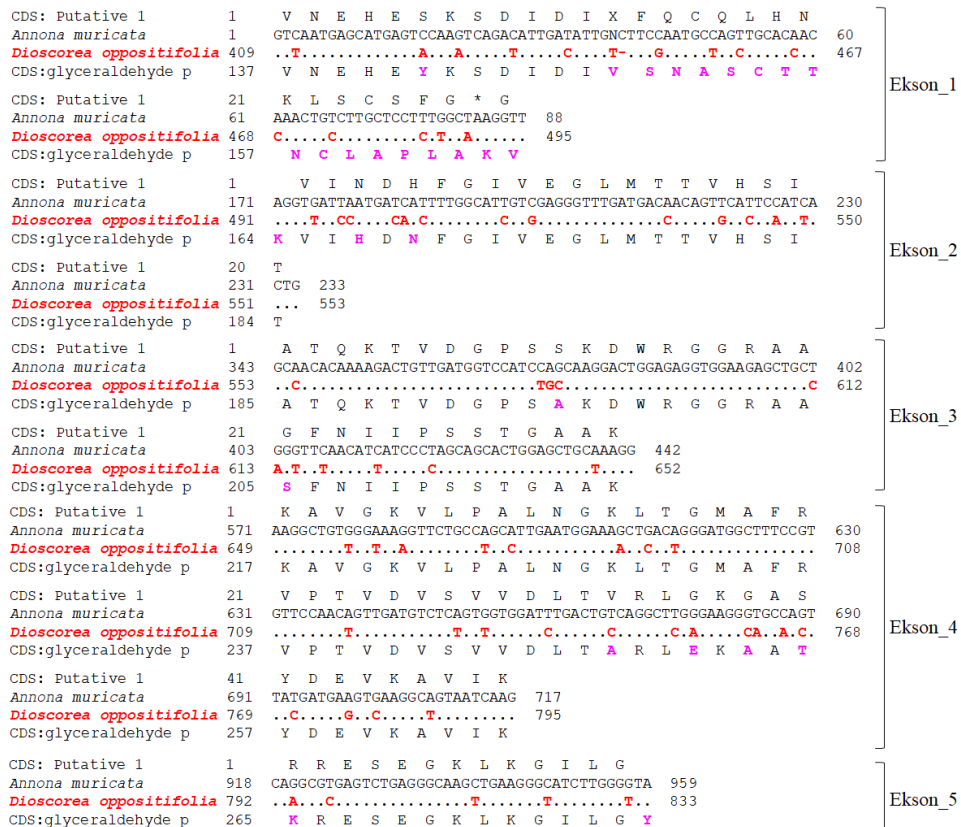 CDS: Putative 1 1 V N E H E S K S D I D I X F Q C Q L H N
Annona muricata 1 GTCAATGAGCATGAGTCCAAGTCAGACATTGATATTGNCTTCCAATGCCAGTTGCACAAC 60
Dioscorea oppositifolia 409 ..T............A...A.....T.....C....T-..G.....T..C......C.. 467
CDS:glyceraldehyde p 137 V N E H E Y K S D I D I V S N A S C T T
Ekson_1
CDS: Putative 1 21 K L S C S F G * G
Annona muricata 61 AAACTGTCTTGCTCCTTTGGCTAAGGTT 88
Dioscorea oppositifolia 468 C.....C.........C.T..A...... 495
CDS:glyceraldehyde p 157 N C L A P L A K V
CDS: Putative 1 1 V I N D H F G I V E G L M T T V H S I
Annona muricata 171 AGGTGATTAATGATCATTTTGGCATTGTCGAGGGTTTGATGACAACAGTTCATTCCATCA 230
Dioscorea oppositifolia 491 ....T..CC....CA.C........C..G..............C.....G..C..A..T. 550
CDS:glyceraldehyde p 164 K V I H D N F G I V E G L M T T V H S I
Ekson_2
CDS: Putative 1 20 T
Annona muricata 231 CTG 233
Dioscorea oppositifolia 551 ... 553
CDS:glyceraldehyde p 184 T
CDS: Putative 1 1 A T Q K T V D G P S S K D W R G G R A A
Annona muricata 343 GCAACACAAAAGACTGTTGATGGTCCATCCAGCAAGGACTGGAGAGGTGGAAGAGCTGCT 402
Dioscorea oppositifolia 553 ..C..........................TGC...........................C 612
CDS:glyceraldehyde p 185 A T Q K T V D G P S A K D W R G G R A A
Ekson_3
CDS: Putative 1 21 G F N I I P S S T G A A K
Annona muricata 403 GGGTTCAACATCATCCCTAGCAGCACTGGAGCTGCAAAGG 442
Dioscorea oppositifolia 613 A.T..T.....T.....C.................T.... 652
CDS:glyceraldehyde p 205 S F N I I P S S T G A A K
CDS: Putative 1 1 K A V G K V L P A L N G K L T G M A F R
Annona muricata 571 AAGGCTGTGGGAAAGGTTCTGCCAGCATTGAATGGAAAGCTGACAGGGATGGCTTTCCGT 630
Dioscorea oppositifolia 649 ........T..T..A........T..C...........A..C..T............... 708
CDS:glyceraldehyde p 217 K A V G K V L P A L N G K L T G M A F R
Ekson_4
CDS: Putative 1 21 V P T V D V S V V D L T V R L G K G A S
Annona muricata 631 GTTCCAACAGTTGATGTCTCAGTGGTGGATTTGACTGTCAGGCTTGGGAAGGGTGCCAGT 690
Dioscorea oppositifolia 709 ........T...........T..T......C......C......C.A.....CA..A.C. 768
CDS:glyceraldehyde p 237 V P T V D V S V V D L T A R L E K A A T
CDS: Putative 1 41 Y D E V K A V I K
Annona muricata 691 TATGATGAAGTGAAGGCAGTAATCAAG 717
Dioscorea oppositifolia 769 ..C.....G..C.....T......... 795
CDS:glyceraldehyde p 257 Y D E V K A V I K
CDS: Putative 1 1 R R E S E G K L K G I L G
Annona muricata 918 CAGGCGTGAGTCTGAGGGCAAGCTGAAGGGCATCTTGGGGTA 959
Dioscorea oppositifolia 792 ..A...C...............T.......T........T.. 833
CDS:glyceraldehyde p 265 K R E S E G K L K G I L G Y
Ekson_5